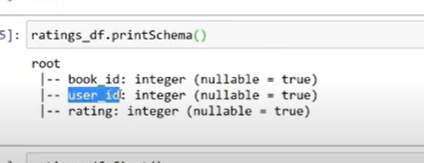 5]: ratings_df.printSchema()
root
|-- book_id: integer (nullable = true)
|-- user_id: integer (nullable = true)
|-- rating: integer (nullable = true)